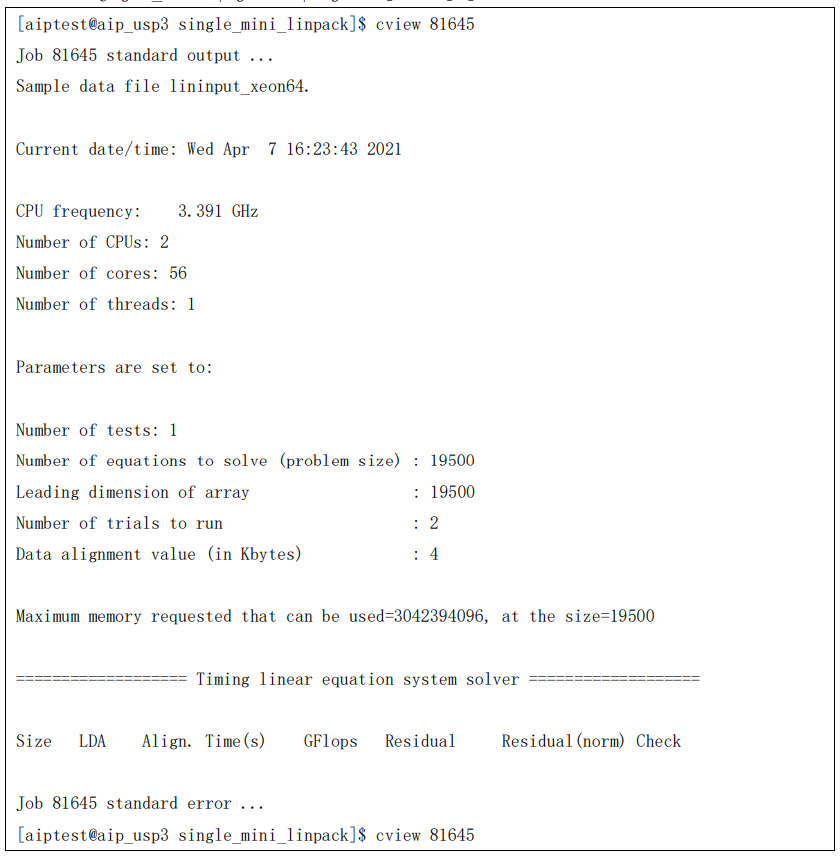 [aiptest@aip_usp3 single_mini_linpack]$ cview 81645
Job 81645 standard output ...
Sample data file lininput_xeon64.
Current date/time: Wed Apr  7 16:23:43 2021
CPU frequency:    3.391 GHz
Number of CPUs: 2
Number of cores: 56
Number of threads: 1
Parameters are set to:
Number of tests: 1
Number of equations to solve (problem size) : 19500
Leading dimension of array                  : 19500
Number of trials to run                     : 2
Data alignment value (in Kbytes)            : 4
Maximum memory requested that can be used=3042394096, at the size=19500
=================== Timing linear equation system solver ===================
Size   LDA    Align. Time(s)    GFlops   Residual     Residual(norm) Check
Job 81645 standard error ...
[aiptest@aip_usp3 single_mini_linpack]$ cview 81645